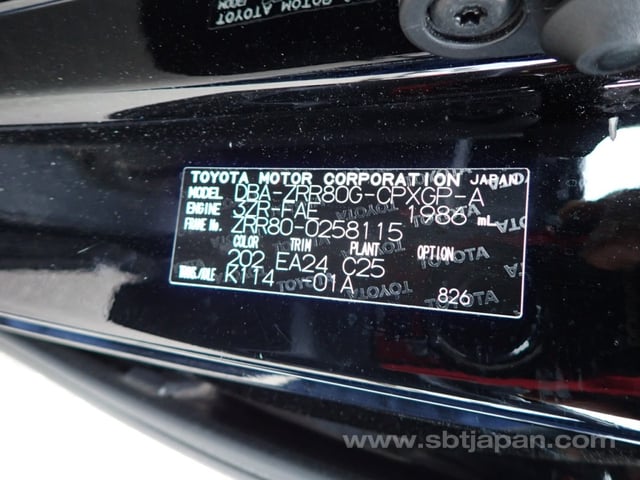 TOYOTA MOTOR CORPORATION JAPAN
MODEL DBA-ZRR80G-CPXGP-A
ENGINE 3ZR-FAE 1986 mL
FRAME No. ZRR80-0258115
COLOR TRIM PLANT OPTION
202 EA24 C25
TRANS./AXLE K114 -01A
826
www.sbtjapan.com